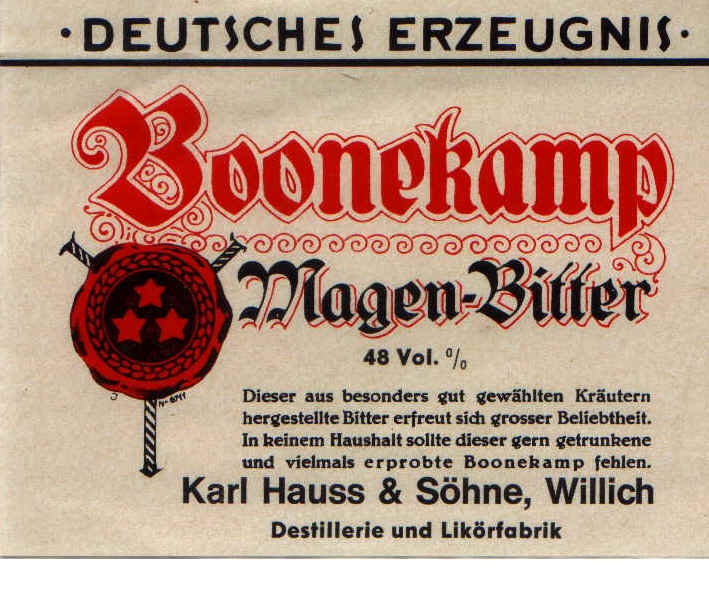 ·DEUTSCHES ERZEUGNIS·
Boonekamp
Magen-Bitter
48 Vol. %
Dieser aus besonders gut gewählten Kräutern
hergestellte Bitter erfreut sich grosser Beliebtheit.
In keinem Haushalt sollte dieser gern getrunkene
und vielmals erprobte Boonekamp fehlen.
Karl Hauss & Söhne, Willich
Destillerie und Likörfabrik